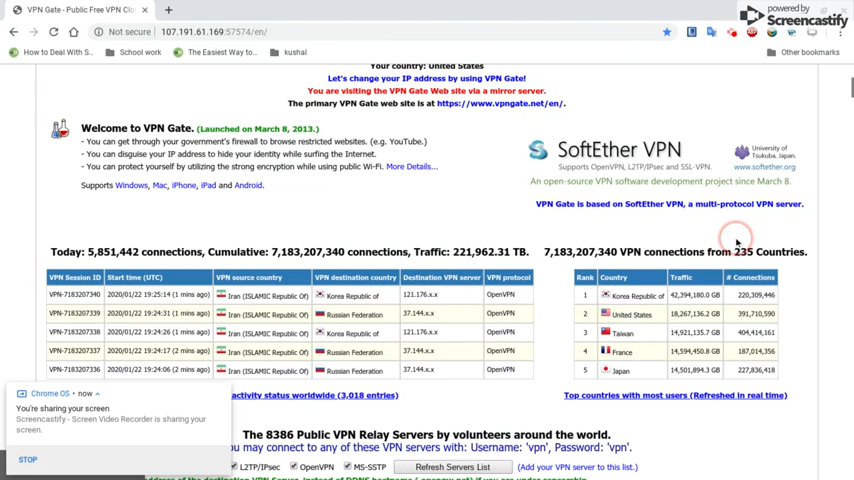 VPN Gate - Public Free VPN Clo
powered by
Screencastify
Not secure | 107.191.61.169:57574/en/
How to Deal With S...
School work
The Easiest Way to...
kushal
Other bookmarks
Your country: United States
Let's change your IP address by using VPN Gate!
You are visiting the VPN Gate Web site via a mirror server.
The primary VPN Gate web site is at https://www.vpngate.net/en/.
Welcome to VPN Gate. (Launched on March 8, 2013.)
- You can get through your government's firewall to browse restricted websites. (e.g. YouTube.)
- You can disguise your IP address to hide your identity while surfing the Internet.
- You can protect yourself by utilizing the strong encryption while using public Wi-Fi. More Details...
Supports Windows, Mac, iPhone, iPad and Android.
SoftEther VPN
Supports OpenVPN, L2TP/IPsec and SSL-VPN.
An open-source VPN software development project since March 8.
University of
Tsukuba, Japan.
www.softether.org
VPN Gate is based on SoftEther VPN, a multi-protocol VPN server.
Today: 5,851,442 connections, Cumulative: 7,183,207,340 connections, Traffic: 221,962.31 TB.
VPN Session ID Start time (UTC) VPN source country VPN destination country Destination VPN server VPN protocol
VPN-7183207340 2020/01/22 19:25:14 (1 mins ago) Iran (ISLAMIC Republic Of) Korea Republic of 121.176.x.x OpenVPN
VPN-7183207339 2020/01/22 19:24:31 (1 mins ago) Iran (ISLAMIC Republic Of) Russian Federation 37.144.x.x OpenVPN
VPN-7183207338 2020/01/22 19:24:26 (1 mins ago) Iran (ISLAMIC Republic Of) Korea Republic of 121.176.x.x OpenVPN
VPN-7183207337 2020/01/22 19:24:17 (2 mins ago) Iran (ISLAMIC Republic Of) Russian Federation 37.144.x.x OpenVPN
VPN-7183207336 2020/01/22 19:24:06 (2 mins ago) Iran (ISLAMIC Republic Of) Russian Federation 37.144.x.x OpenVPN
activity status worldwide (3,018 entries)
7,183,207,340 VPN connections from 235 Countries.
Rank Country Traffic # Connections
1 Korea Republic of 42,394,180.0 GB 220,309,446
2 United States 18,267,136.2 GB 391,710,590
3 Taiwan 14,921,135.7 GB 404,414,161
4 France 14,594,450.8 GB 187,014,356
5 Japan 14,501,894.3 GB 227,836,418
Top countries with most users (Refreshed in real time)
Chrome OS • now
You're sharing your screen
Screencastify - Screen Video Recorder is sharing your
screen.
STOP
The 8386 Public VPN Relay Servers by volunteers around the world.
ou may connect to any of these VPN servers with: Username: 'vpn', Password: 'vpn'.
L2TP/IPsec OpenVPN MS-SSTP Refresh Servers List (Add your VPN server to this list.)